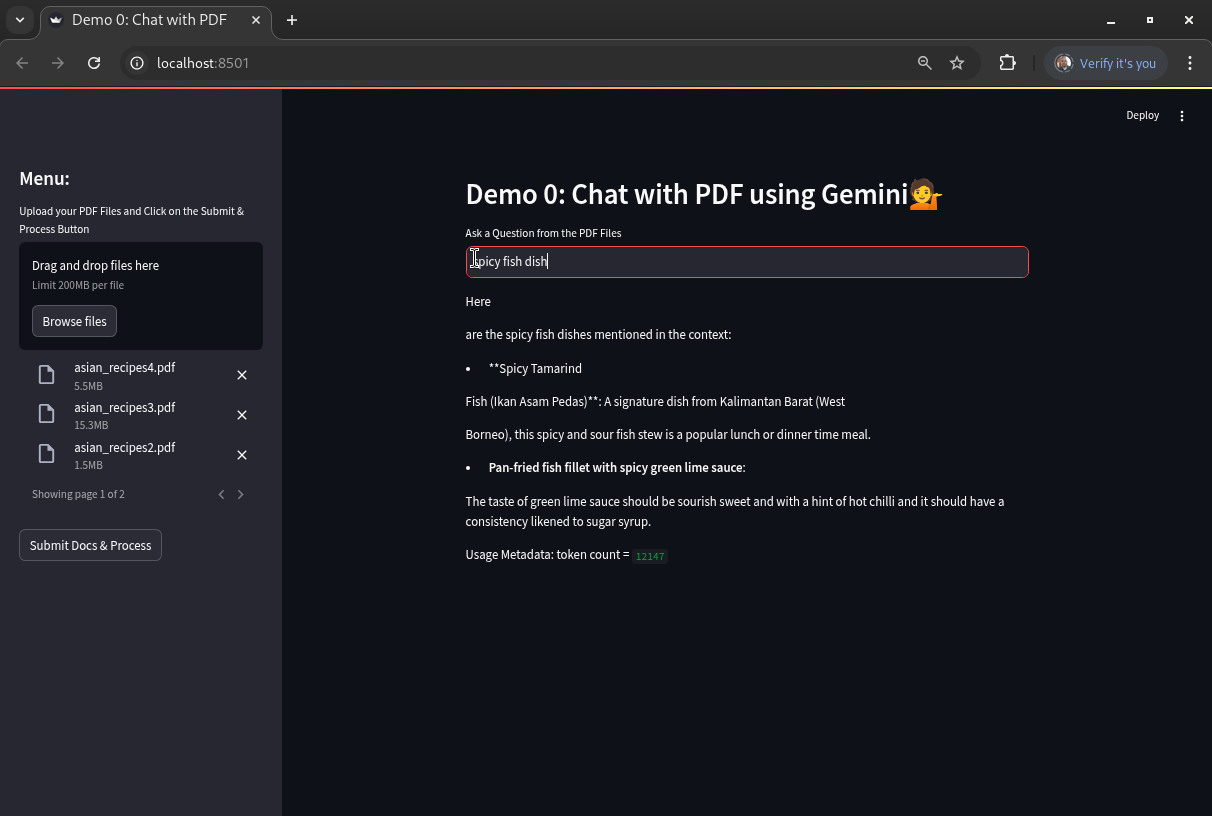 Demo 0: Chat with PDF
localhost:8501
Verify it's you
Deploy
Menu:
Upload your PDF Files and Click on the Submit &
Process Button
Drag and drop files here
Limit 200MB per file
Browse files
asian_recipes4.pdf
5.5MB
asian_recipes3.pdf
15.3MB
asian_recipes2.pdf
1.5MB
Showing page 1 of 2
Submit Docs & Process
Demo 0: Chat with PDF using Gemini💁
Ask a Question from the PDF Files
spicy fish dish
Here
are the spicy fish dishes mentioned in the context:
• **Spicy Tamarind
Fish (Ikan Asam Pedas)**: A signature dish from Kalimantan Barat (West
Borneo), this spicy and sour fish stew is a popular lunch or dinner time meal.
• Pan-fried fish fillet with spicy green lime sauce:
The taste of green lime sauce should be sourish sweet and with a hint of hot chilli and it should have a
consistency likened to sugar syrup.
Usage Metadata: token count = 12147